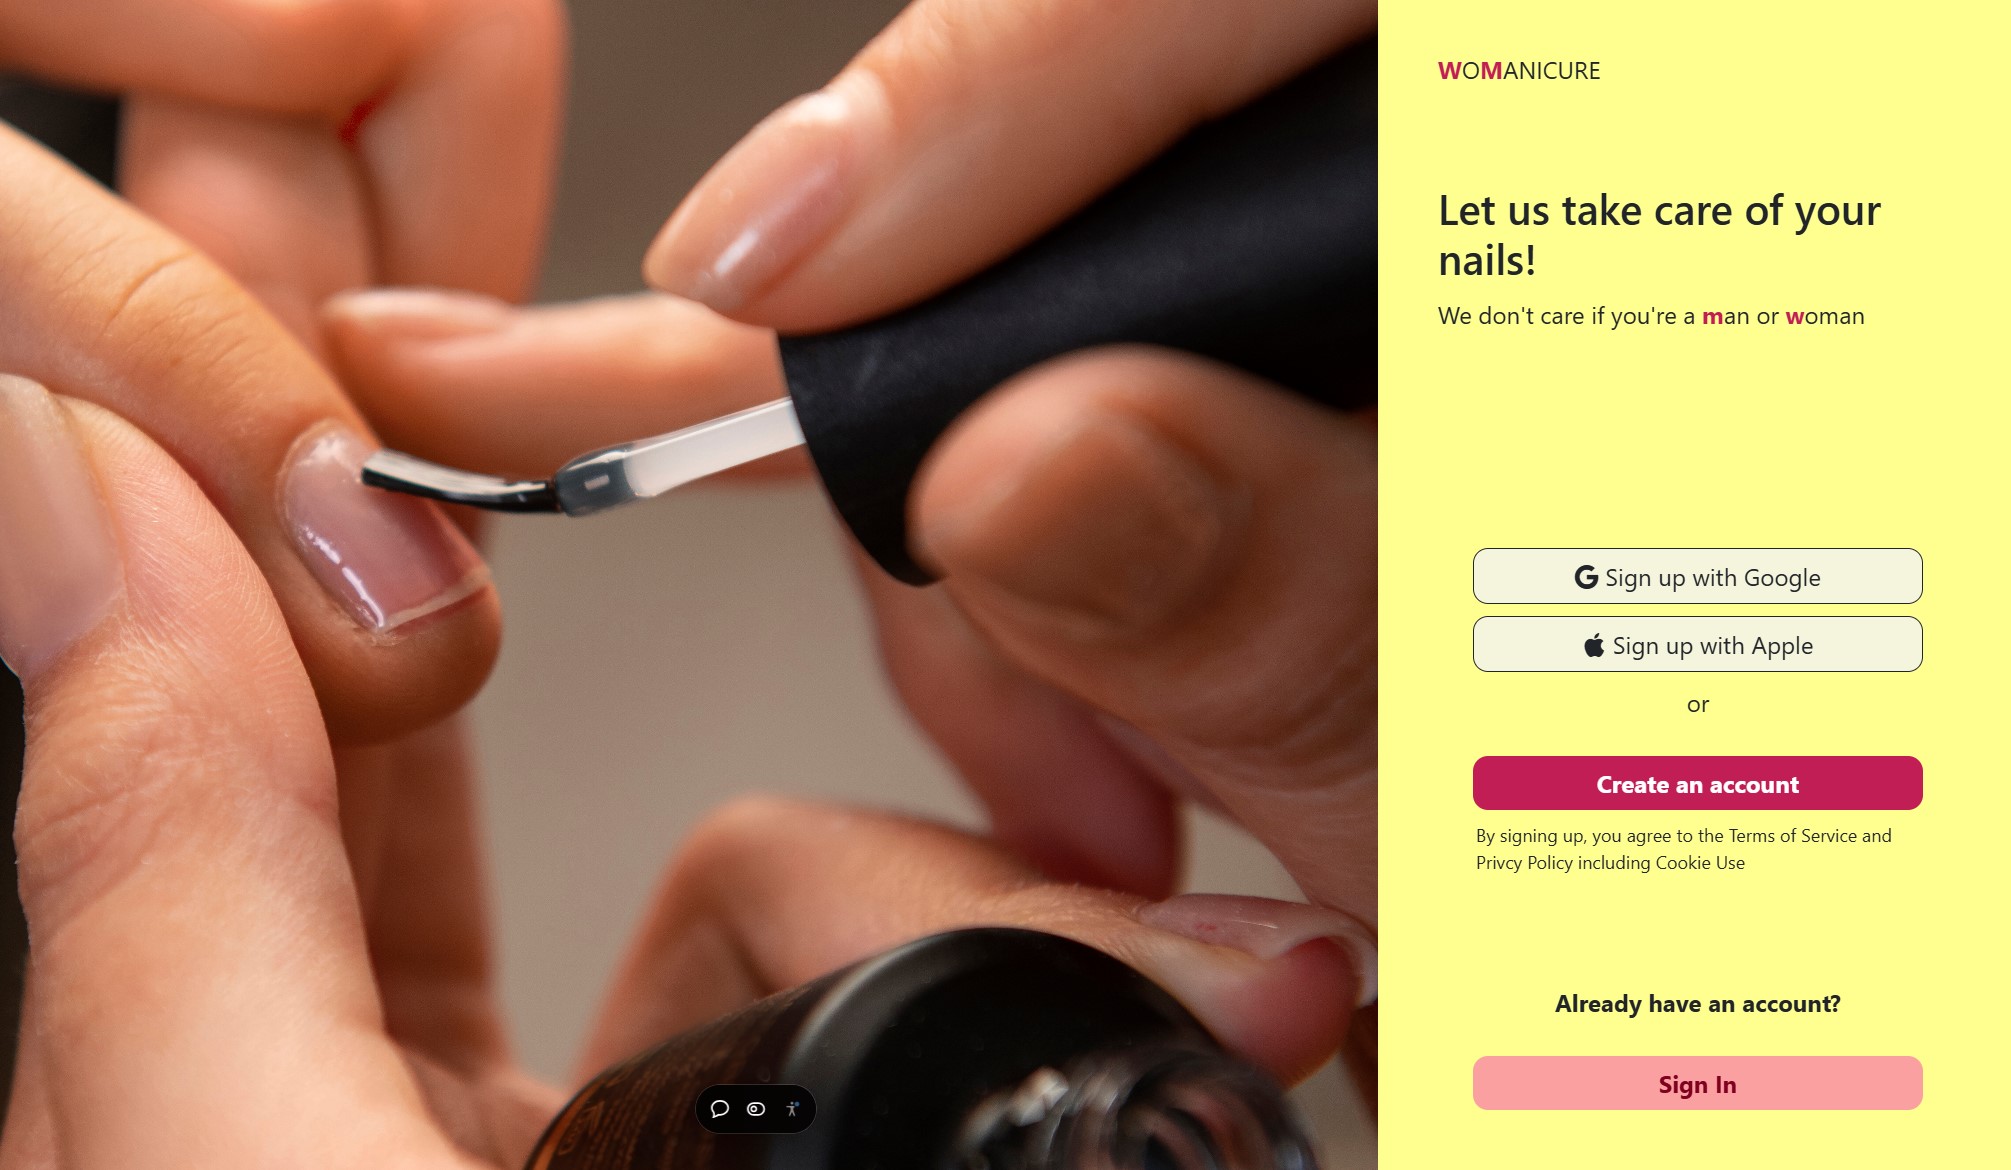 WOMANICURE
Let us take care of your
nails!
We don't care if you're a man or woman
Sign up with Google
Sign up with Apple
or
Create an account
By signing up, you agree to the Terms of Service and
Privcy Policy including Cookie Use
Already have an account?
Sign In